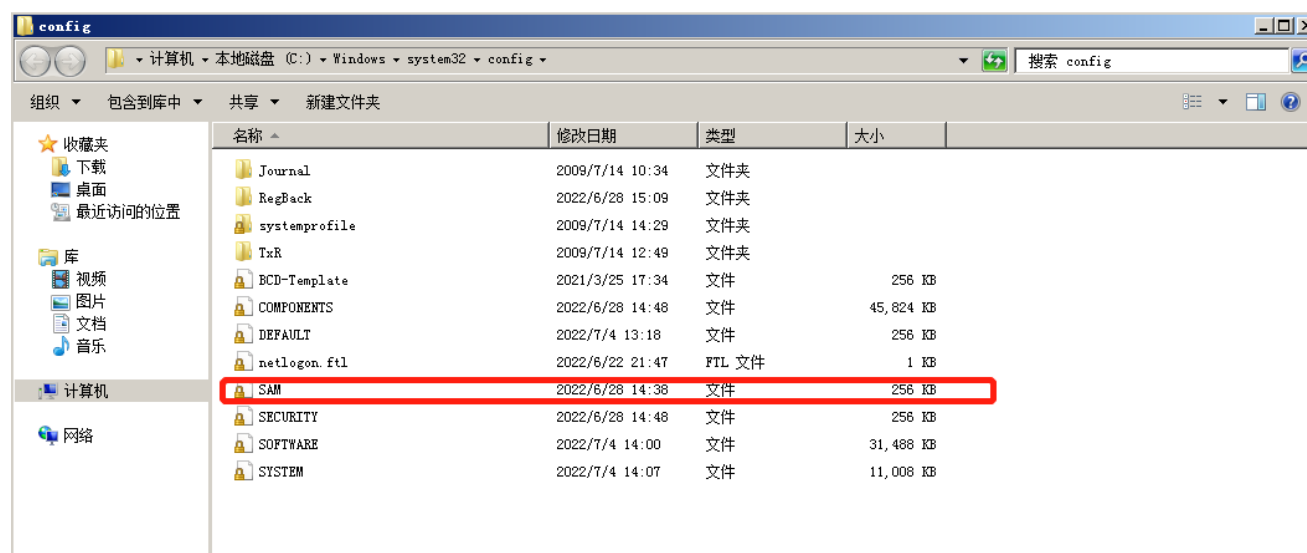 config
计算机 本地磁盘 (C:) Windows system32 config
搜索 config
组织 包含到库中 共享 新建文件夹
名称 修改日期 类型 大小
收藏夹
下载
桌面
最近访问的位置
库
视频
图片
文档
音乐
计算机
网络
Journal 2009/7/14 10:34 文件夹
RegBack 2022/6/28 15:09 文件夹
systemprofile 2009/7/14 14:29 文件夹
TxR 2009/7/14 12:49 文件夹
BCD-Template 2021/3/25 17:34 文件 256 KB
COMPONENTS 2022/6/28 14:48 文件 45,824 KB
DEFAULT 2022/7/4 13:18 文件 256 KB
netlogon.ftl 2022/6/22 21:47 FTL 文件 1 KB
SAM 2022/6/28 14:38 文件 256 KB
SECURITY 2022/6/28 14:48 文件 256 KB
SOFTWARE 2022/7/4 14:00 文件 31,488 KB
SYSTEM 2022/7/4 14:07 文件 11,008 KB